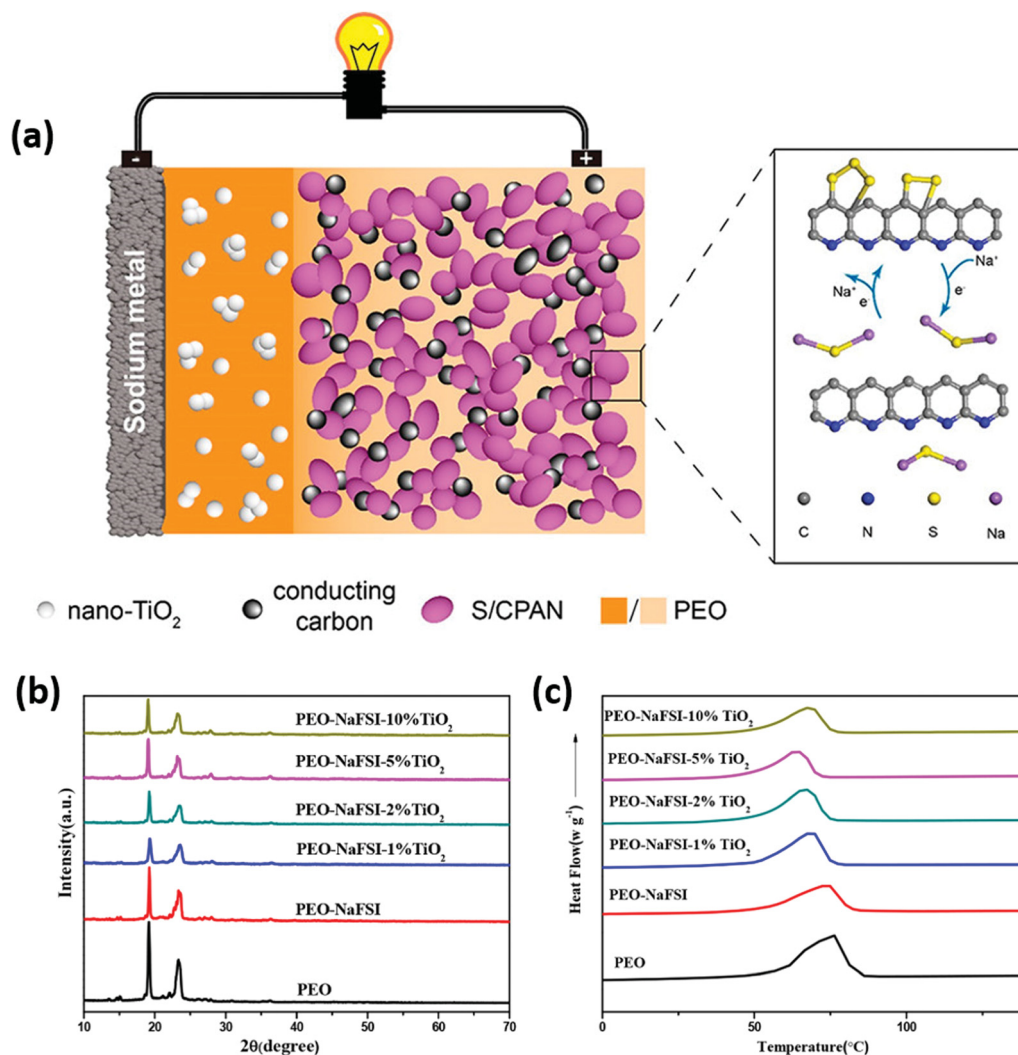 (a)
-
+
Sodium metal
Na⁺
e⁻
Na⁺
e⁻
C N S Na
nano-TiO₂
conducting
carbon
S/CPAN
/
PEO
(b)
PEO-NaFSI-10%TiO₂
PEO-NaFSI-5%TiO₂
PEO-NaFSI-2%TiO₂
PEO-NaFSI-1%TiO₂
PEO-NaFSI
PEO
Intensity(a.u.)
10 20 30 40 50 60 70
2θ(degree)
(c)
PEO-NaFSI-10% TiO₂
PEO-NaFSI-5% TiO₂
PEO-NaFSI-2% TiO₂
PEO-NaFSI-1% TiO₂
PEO-NaFSI
PEO
Heat Flow(w g⁻¹)
0 50 100
Temperature(°C)